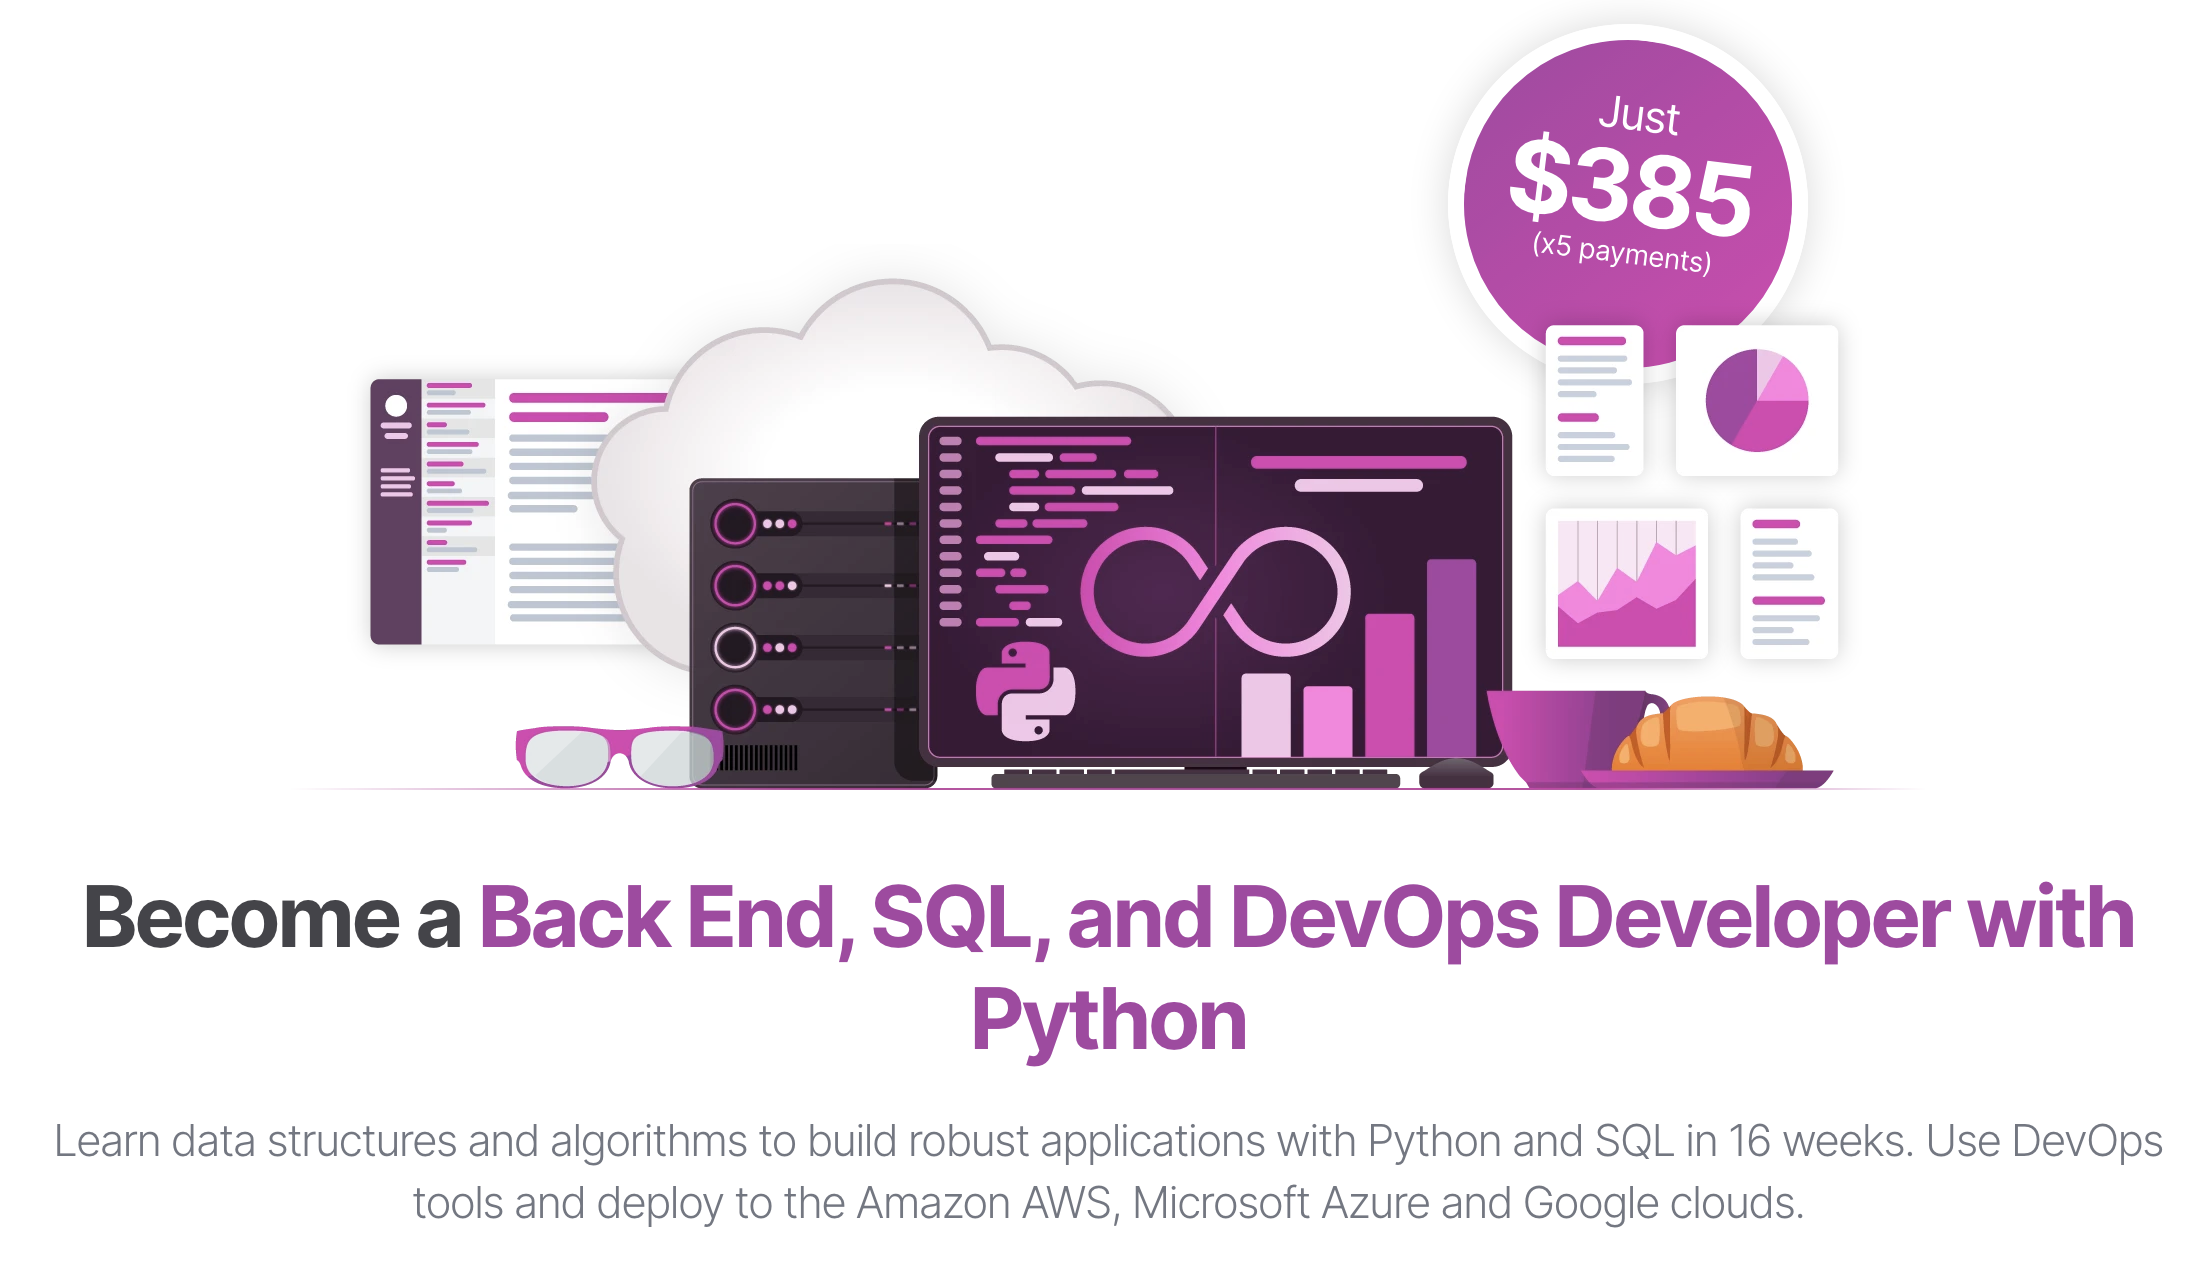 Just
$385
(x5 payments)
Become a Back End, SQL, and DevOps Developer with
Python
Learn data structures and algorithms to build robust applications with Python and SQL in 16 weeks. Use DevOps
tools and deploy to the Amazon AWS, Microsoft Azure and Google clouds.